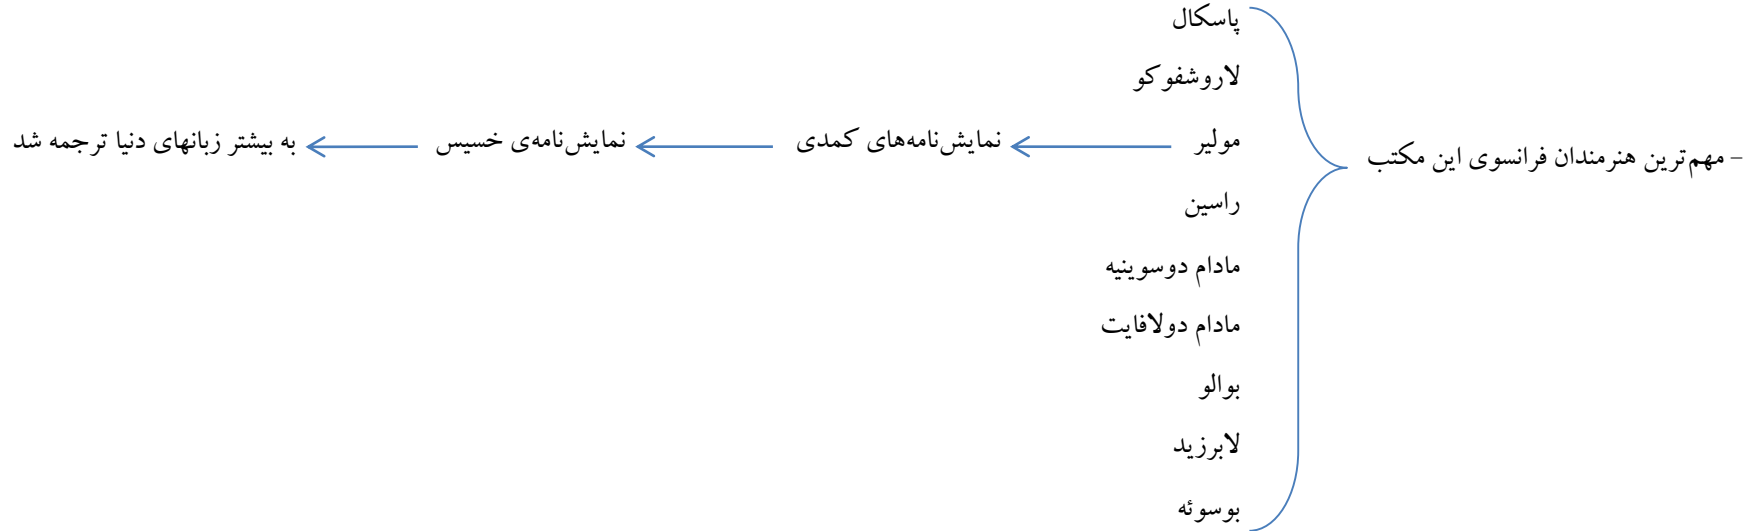 – مهم‌ترین هنرمندان فرانسوی این مکتب
پاسکال
لاروشفوکو
مولیر
نمایش‌نامه‌های کمدی
نمایش‌نامه‌ی خسیس
به بیشتر زبانهای دنیا ترجمه شد
راسین
مادام دوسوینیه
مادام دولافایت
بوالو
لابرزید
بوسوئه